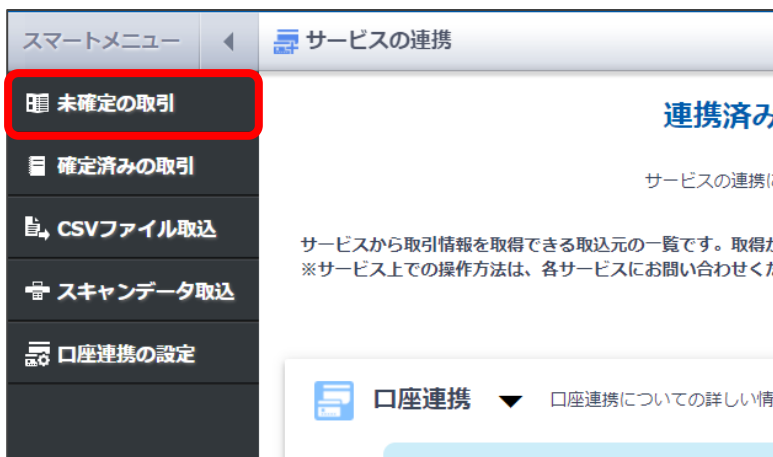 スマートメニュー
サービスの連携
未確定の取引
確定済みの取引
CSVファイル取込
スキャンデータ取込
口座連携の設定
連携済み
サービスの連携に
サービスから取引情報を取得できる取込元の一覧です。取得
※サービス上での操作方法は、各サービスにお問い合わせくだ
口座連携
口座連携についての詳しい情